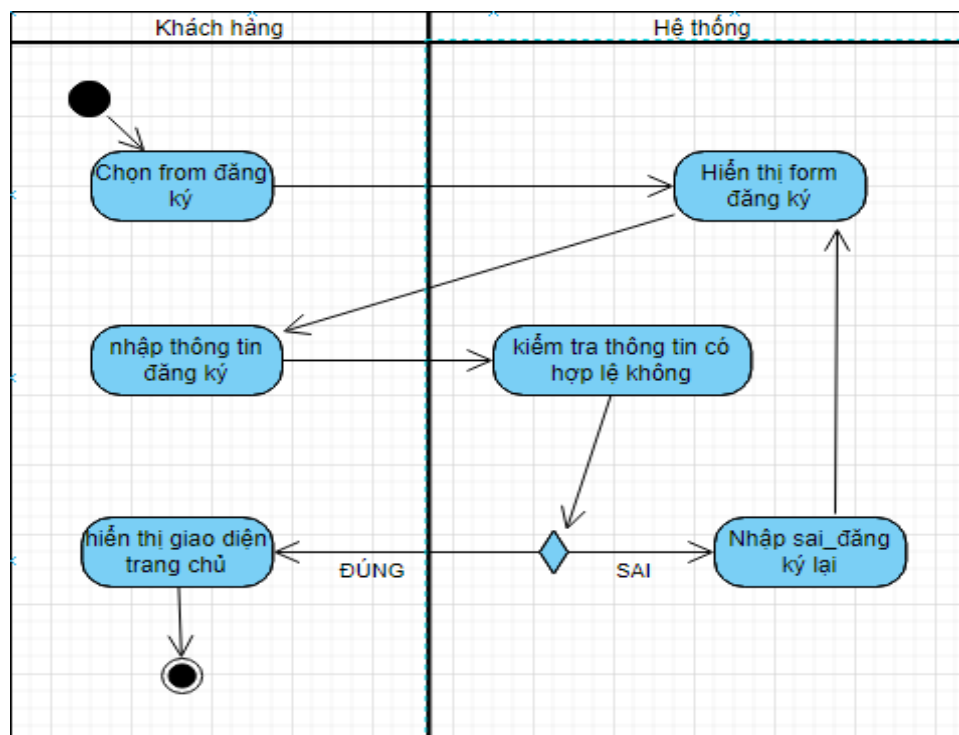 Khách hàng
Hệ thống
Chọn from đăng
ký
Hiển thị form
đăng ký
nhập thông tin
đăng ký
kiểm tra thông tin có
hợp lệ không
hiển thị giao diện
trang chủ
ĐÚNG
SAI
Nhập sai_đăng
ký lại